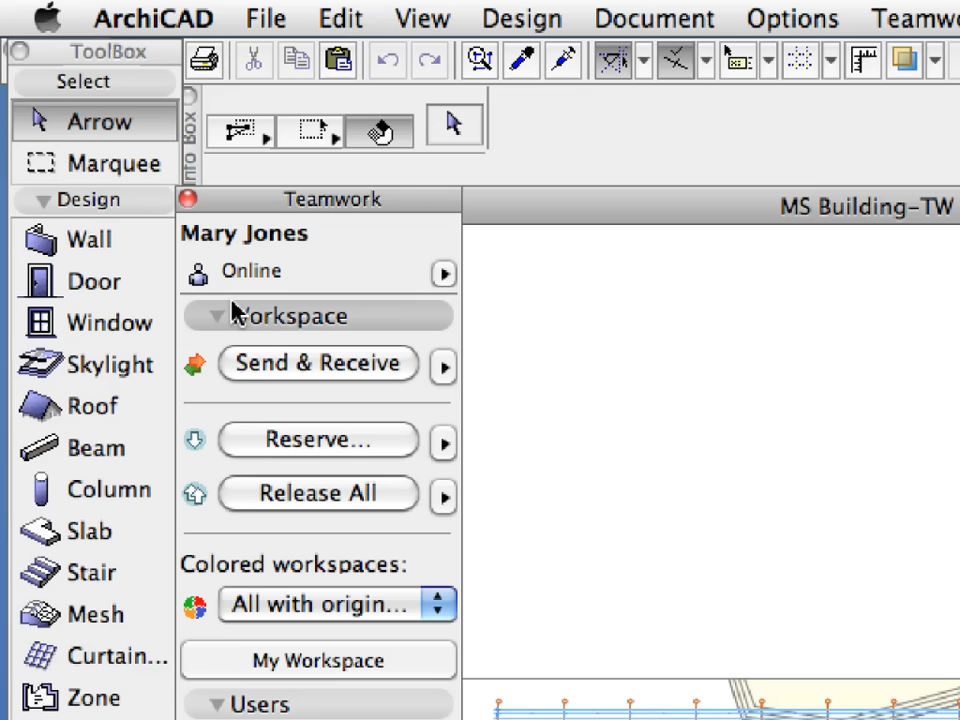 ArchiCAD File Edit View Design Document Options Teamwo
ToolBox
Select
Arrow
Marquee
Info Box
Design
Teamwork
MS Building-TW
Mary Jones
Wall
Online
Door
Workspace
Window
Send & Receive
Skylight
Roof
Reserve...
Beam
Column
Release All
Slab
Colored workspaces:
Stair
All with origin...
Mesh
Curtain...
My Workspace
Zone
Users